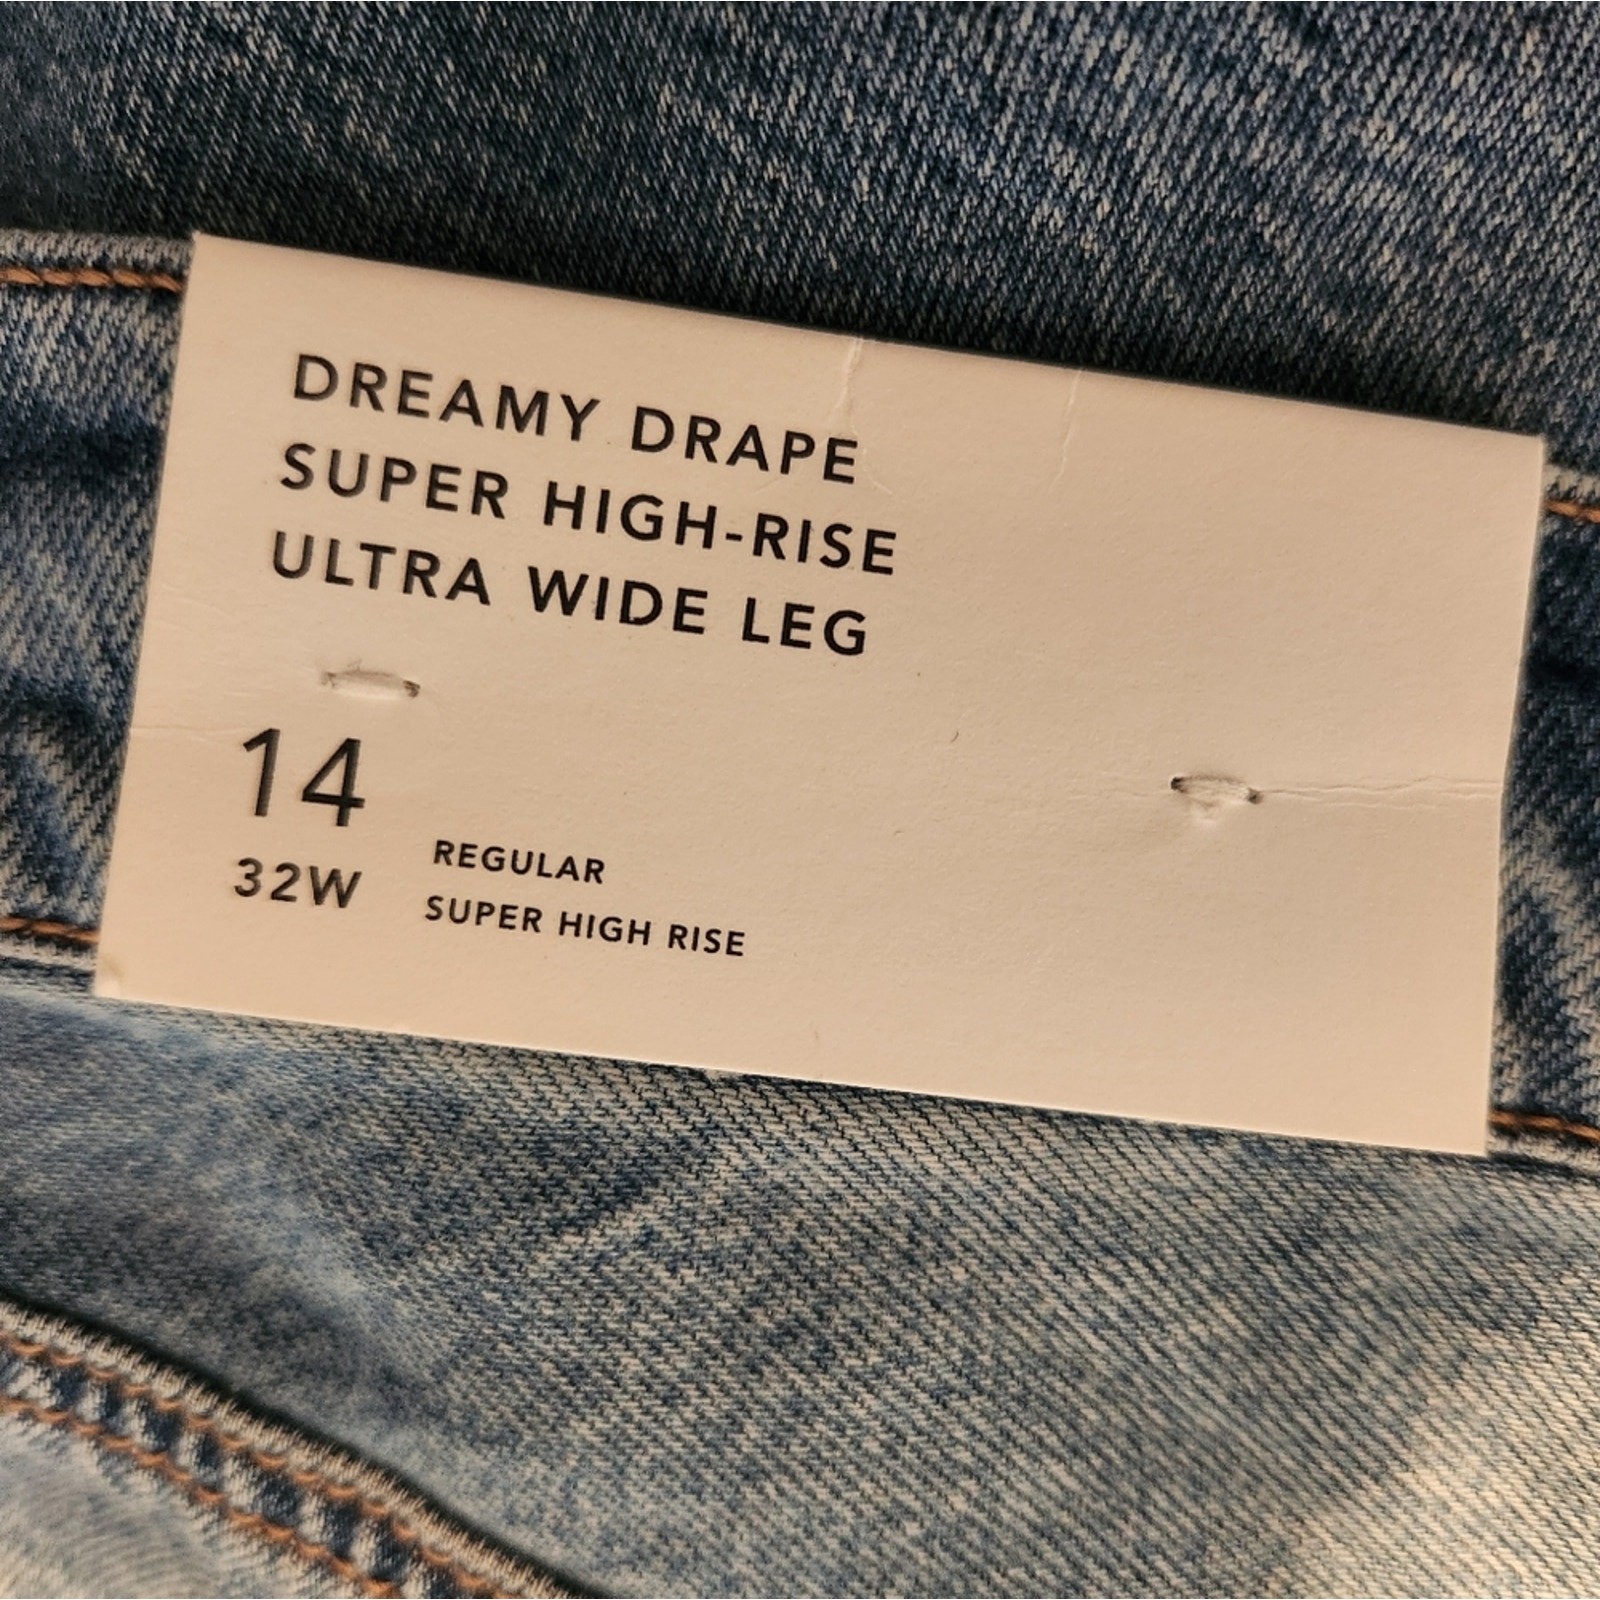 DREAMY DRAPE
SUPER HIGH-RISE
ULTRA WIDE LEG
14
32W
REGULAR
SUPER HIGH RISE